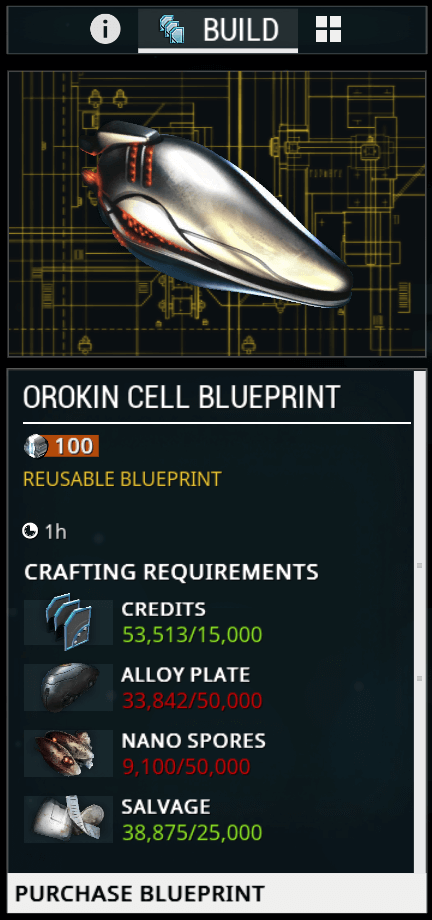 BUILD
OROKIN CELL BLUEPRINT
100
REUSABLE BLUEPRINT
1h
CRAFTING REQUIREMENTS
CREDITS
53,513/15,000
ALLOY PLATE
33,842/50,000
NANO SPORES
9,100/50,000
SALVAGE
38,875/25,000
PURCHASE BLUEPRINT